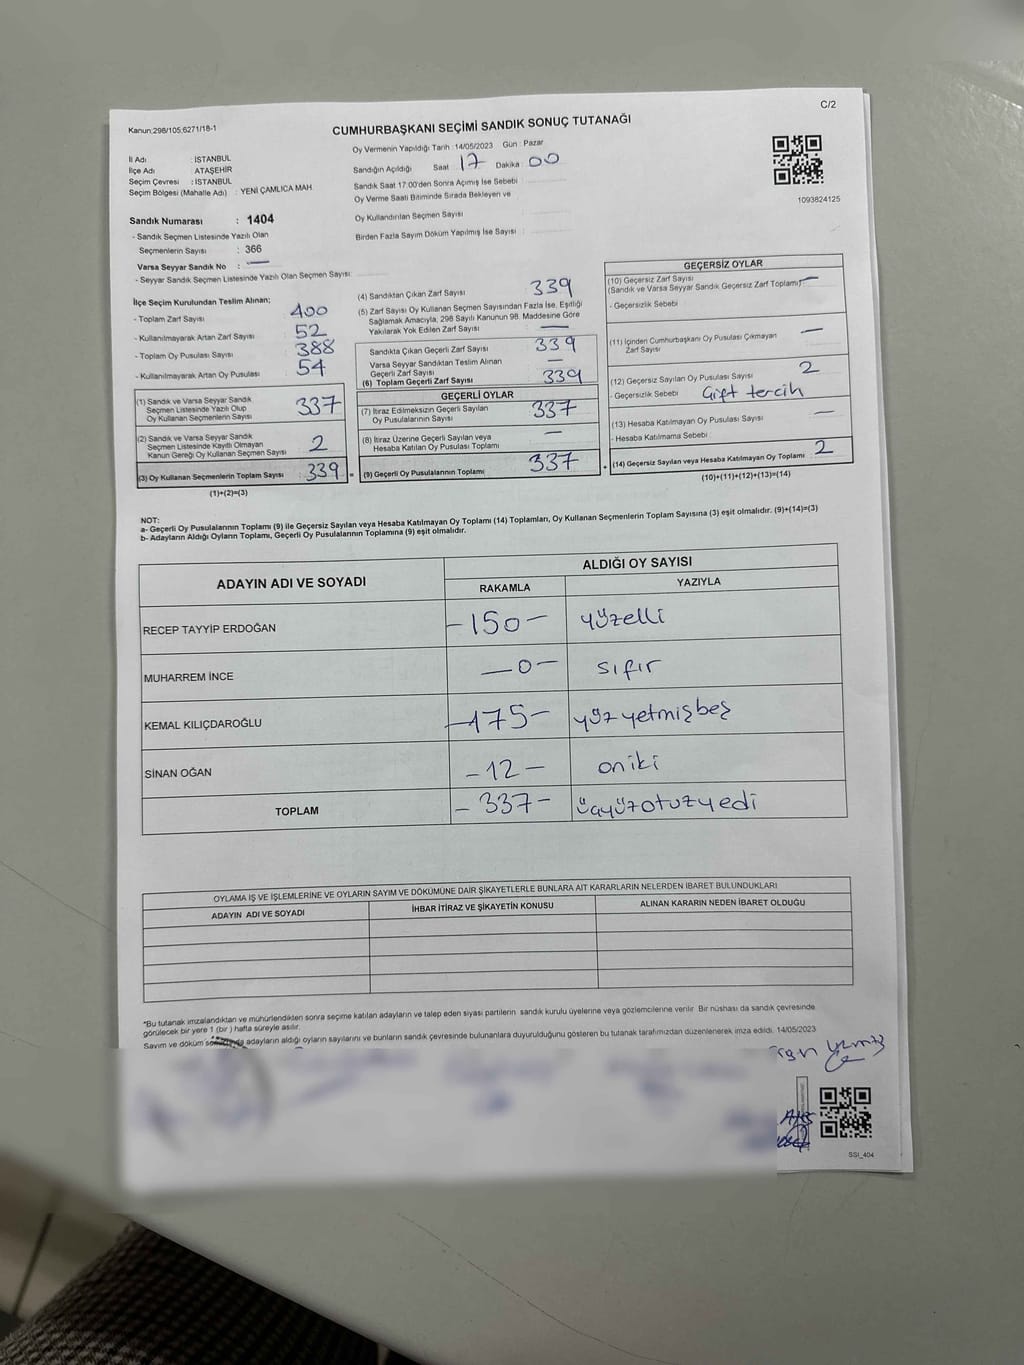 C/2
Kanun:298/105;6271/18-1
CUMHURBAŞKANI SEÇİMİ SANDIK SONUÇ TUTANAĞI
İl Adı : İSTANBUL
İlçe Adı : ATAŞEHİR
Seçim Çevresi : İSTANBUL
Seçim Bölgesi (Mahalle Adı) : YENİ ÇAMLICA MAH
Sandık Numarası : 1404
- Sandık Seçmen Listesinde Yazılı Olan
Seçmenlerin Sayısı : 366
Varsa Seyyar Sandık No : —
- Seyyar Sandık Seçmen Listesinde Yazılı Olan Seçmen Sayısı :
Oy Vermenin Yapıldığı Tarih :14/05/2023 Gün : Pazar
Sandığın Açıldığı Saat 17 Dakika 00
Sandık Saat 17:00'den Sonra Açılmış İse Sebebi :
Oy Verme Saati Bitiminde Sırada Bekleyen ve
Oy Kullandırılan Seçmen Sayısı :
Birden Fazla Sayım Döküm Yapılmış İse Sayısı :
1093824125
İlçe Seçim Kurulundan Teslim Alınan;
- Toplam Zarf Sayısı : 400
- Kullanılmayarak Artan Zarf Sayısı : 52
- Toplam Oy Pusulası Sayısı : 388
- Kullanılmayarak Artan Oy Pusulası : 54
(1) Sandık ve Varsa Seyyar Sandık
Seçmen Listesinde Yazılı Olup
Oy Kullanan Seçmenlerin Sayısı 337
(2) Sandık ve Varsa Seyyar Sandık
Seçmen Listesinde Kayıtlı Olmayan
Kanun Gereği Oy Kullanan Seçmen Sayısı 2
(3) Oy Kullanan Seçmenlerin Toplam Sayısı : 339
(1)+(2)=(3)
(4) Sandıktan Çıkan Zarf Sayısı : 339
(5) Zarf Sayısı Oy Kullanan Seçmen Sayısından Fazla İse, Eşitliği
Sağlamak Amacıyla, 298 Sayılı Kanunun 98. Maddesine Göre
Yakılarak Yok Edilen Zarf Sayısı : —
Sandıkta Çıkan Geçerli Zarf Sayısı : 339
Varsa Seyyar Sandıktan Teslim Alınan
Geçerli Zarf Sayısı : —
(6) Toplam Geçerli Zarf Sayısı : 339
GEÇERLİ OYLAR
(7) İtiraz Edilmeksizin Geçerli Sayılan
Oy Pusulalarının Sayısı : 337
(8) İtiraz Üzerine Geçerli Sayılan veya
Hesaba Katılan Oy Pusulası Toplamı : —
= (9) Geçerli Oy Pusulalarının Toplamı : 337
GEÇERSİZ OYLAR
(10) Geçersiz Zarf Sayısı
(Sandık ve Varsa Seyyar Sandık Geçersiz Zarf Toplamı): —
- Geçersizlik Sebebi :
(11) İçinden Cumhurbaşkanı Oy Pusulası Çıkmayan
Zarf Sayısı : —
(12) Geçersiz Sayılan Oy Pusulası Sayısı : 2
- Geçersizlik Sebebi : Çift tercih
(13) Hesaba Katılmayan Oy Pusulası Sayısı : —
- Hesaba Katılmama Sebebi :
+ (14) Geçersiz Sayılan veya Hesaba Katılmayan Oy Toplamı : 2
(10)+(11)+(12)+(13)=(14)
NOT:
a- Geçerli Oy Pusulalarının Toplamı (9) ile Geçersiz Sayılan veya Hesaba Katılmayan Oy Toplamı (14) Toplamları, Oy Kullanan Seçmenlerin Toplam Sayısına (3) eşit olmalıdır. (9)+(14)=(3)
b- Adayların Aldığı Oyların Toplamı, Geçerli Oy Pusulalarının Toplamına (9) eşit olmalıdır.
ADAYIN ADI VE SOYADI
ALDIĞI OY SAYISI
RAKAMLA YAZIYLA
RECEP TAYYİP ERDOĞAN -150- yüzelli
MUHARREM İNCE -0- sıfır
KEMAL KILIÇDAROĞLU -175- yüz yetmişbeş
SİNAN OĞAN -12- oniki
TOPLAM -337- üçyüzotuzyedi
OYLAMA İŞ VE İŞLEMLERİNE VE OYLARIN SAYIM VE DÖKÜMÜNE DAİR ŞİKAYETLERLE BUNLARA AİT KARARLARIN NELERDEN İBARET BULUNDUKLARI
ADAYIN ADI VE SOYADI İHBAR İTİRAZ VE ŞİKAYETİN KONUSU ALINAN KARARIN NEDEN İBARET OLDUĞU
*Bu tutanak imzalandıktan ve mühürlendikten sonra seçime katılan adayların ve talep eden siyasi partilerin sandık kurulu üyelerine veya gözlemcilerine verilir. Bir nüshası da sandık çevresinde
görülecek bir yere 1 (bir ) hafta süreyle asılır.
Sayım ve döküm adayların aldığı oyların sayılarını ve bunların sandık çevresinde bulunanlara duyurulduğunu gösteren bu tutanak tarafımızdan düzenlenerek imza edildi. 14/05/2023
SSI_404